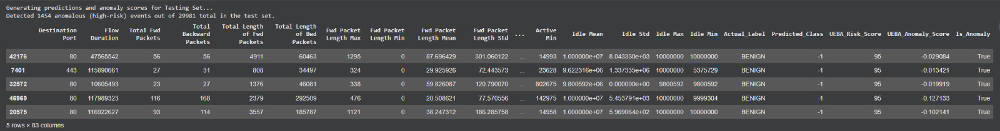 Generating predictions and anomaly scores for Testing Set...
Detected 1454 anomalous (high-risk) events out of 29981 total in the test set.
Destination Port Flow Duration Total Fwd Packets Total Backward Packets Total Length of Fwd Packets Total Length of Bwd Packets Fwd Packet Length Max Fwd Packet Length Min Fwd Packet Length Mean Fwd Packet Length Std ... Active Min Idle Mean Idle Std Idle Max Idle Min Actual_Label Predicted_Class UEBA_Risk_Score UEBA_Anomaly_Score Is_Anomaly
42176 80 47565542 56 56 4911 60463 1295 0 87.696429 301.060122 ... 14993 1.000000e+07 8.043330e+03 10000000 10000000 BENIGN -1 95 -0.029084 True
7401 443 115890661 27 31 808 34497 324 0 29.925926 72.443573 ... 23628 9.622316e+06 1.337335e+06 10000000 5375729 BENIGN -1 95 -0.013421 True
32572 80 10605493 23 27 1376 46081 338 0 59.826087 120.790070 ... 802675 9.800592e+06 0.000000e+00 9800592 9800592 BENIGN -1 95 -0.019919 True
46969 80 117989323 116 168 2379 292509 476 0 20.508621 77.570556 ... 142975 1.000000e+07 5.453791e+03 10000000 9999304 BENIGN -1 95 -0.127133 True
20575 80 116922627 93 114 3557 185787 1121 0 38.247312 186.285758 ... 14958 1.000000e+07 5.969064e+02 10000000 10000000 BENIGN -1 95 -0.102141 True
5 rows × 83 columns